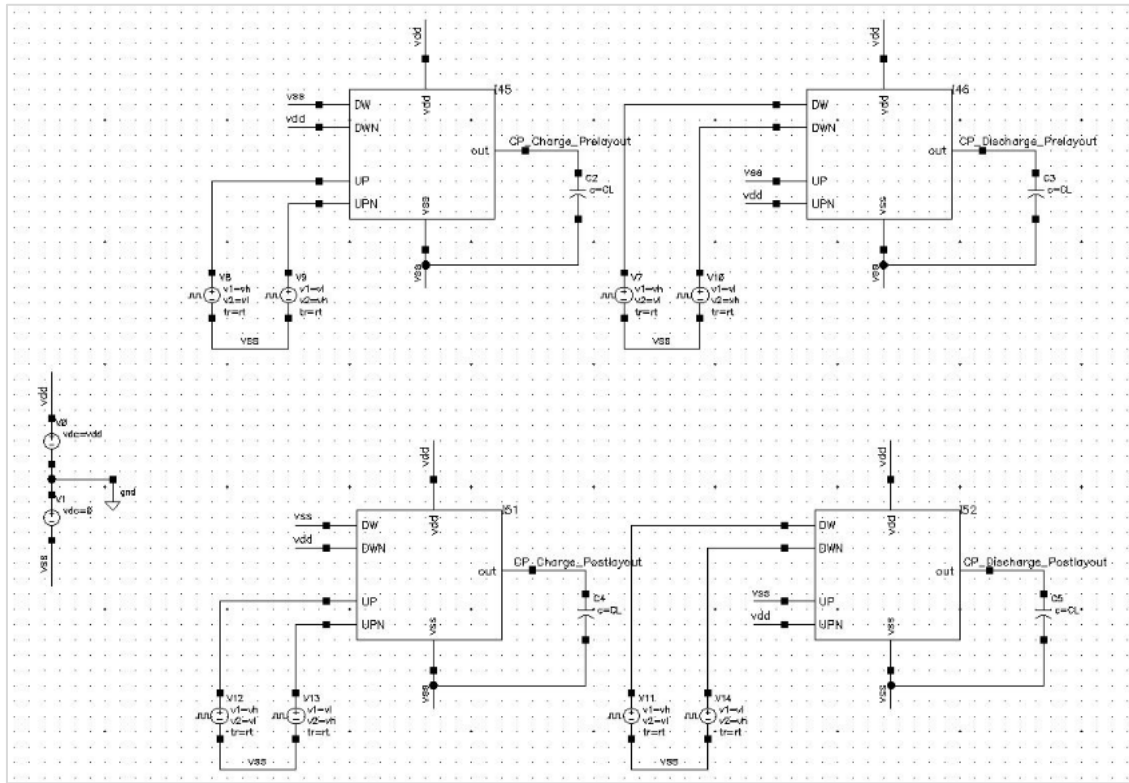 vdd
vdd
I45
I46
vss
DW
vdd
DW
vdd
DWN
vdd
DWN
out
CP_Charge_Prelayout
out
CP_Discharge_Prelayout
UP
C2
c=CL
vss
UP
C3
c=CL
UPN
vss
vdd
UPN
vss
vss
vss
V8
v1=vh
v2=vl
tr=rt
V9
v1=vl
v2=vh
tr=rt
V7
v1=vh
v2=vl
tr=rt
V10
v1=vl
v2=vh
tr=rt
vss
vss
vdd
V0
vdc=vdd
gnd
V1
vdc=0
vss
vdd
vdd
I51
I52
vss
DW
vdd
DW
vdd
DWN
vdd
DWN
out
CP_Charge_Postlayout
out
CP_Discharge_Postlayout
UP
C4
c=CL
vss
UP
C5
c=CL
UPN
vss
vdd
UPN
vss
vss
vss
V12
v1=vh
v2=vl
tr=rt
V13
v1=vl
v2=vh
tr=rt
V11
v1=vh
v2=vl
tr=rt
V14
v1=vl
v2=vh
tr=rt
vss
vss